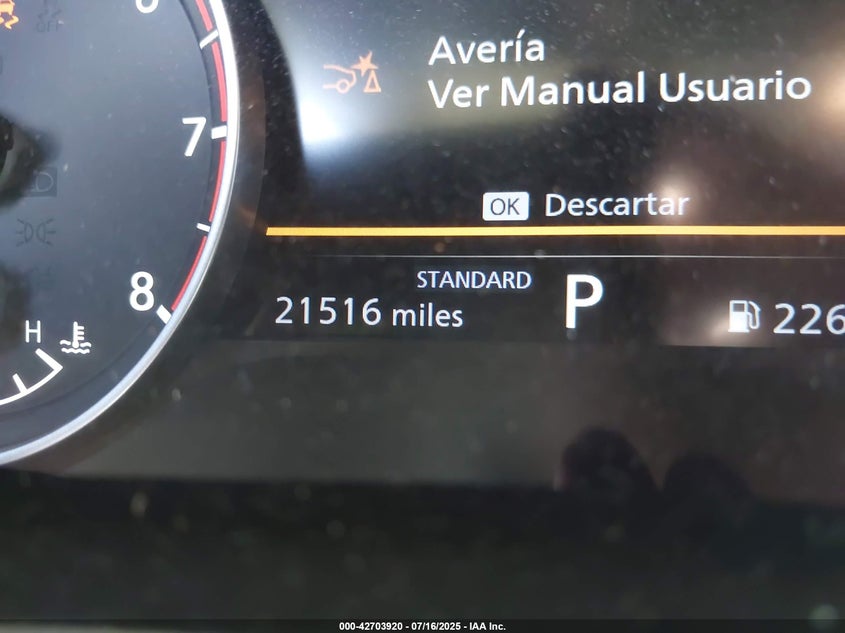 6
Avería
Ver Manual Usuario
7
OK Descartar
8
STANDARD
21516 miles P 226
H
000-42703920 - 07/16/2025 - IAA Inc.